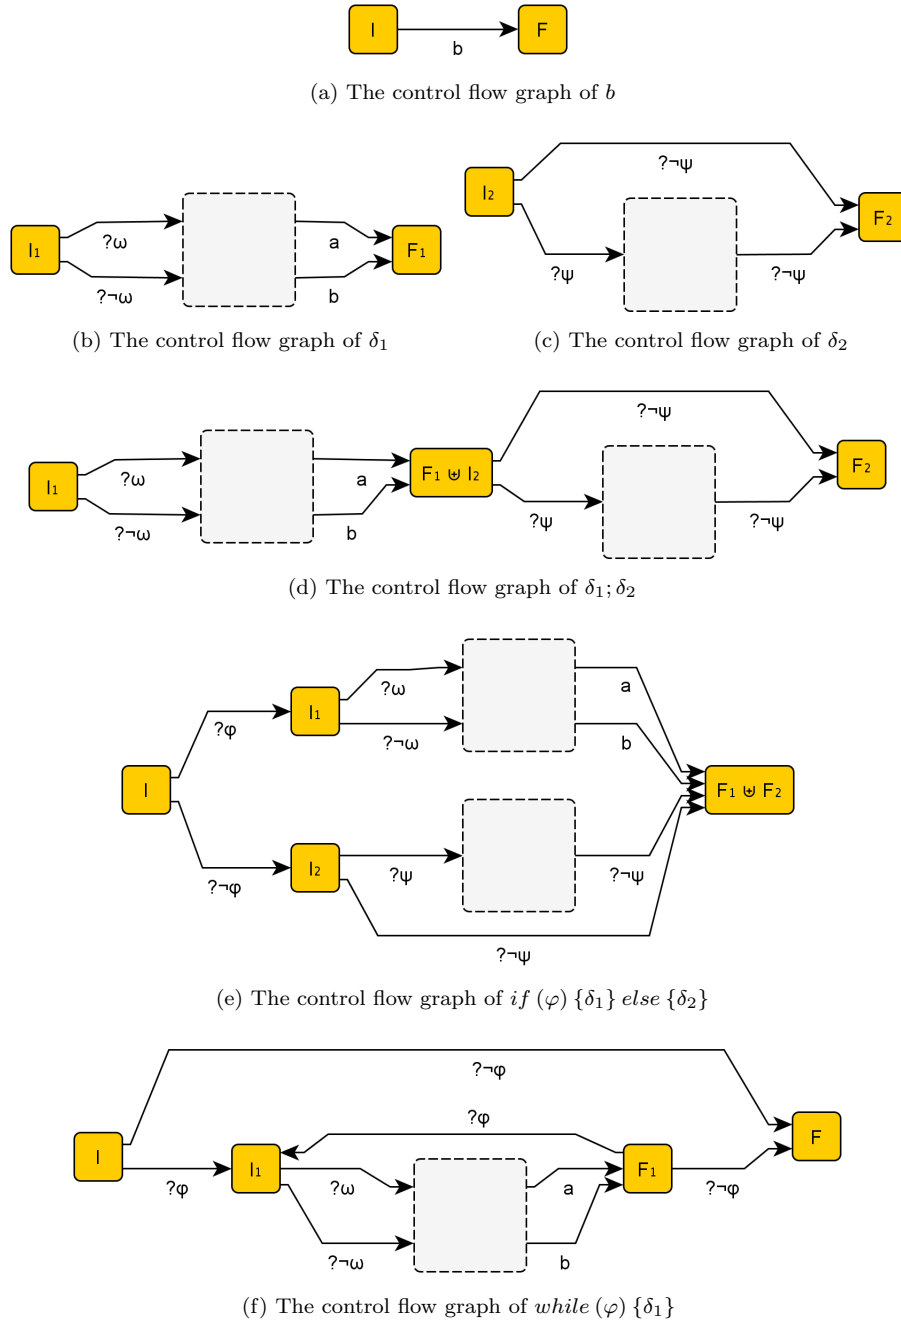 I F
b
(a) The control flow graph of b
I₁ ?ω ?¬ω a b F₁
(b) The control flow graph of δ₁
I₂ ?¬ψ ?ψ ?¬ψ F₂
(c) The control flow graph of δ₂
I₁ ?ω ?¬ω a b F₁ ⊎ I₂ ?¬ψ ?ψ ?¬ψ F₂
(d) The control flow graph of δ₁; δ₂
I ?φ ?¬φ I₁ ?ω ?¬ω a b
I₂ ?ψ ?¬ψ ?¬ψ F₁ ⊎ F₂
(e) The control flow graph of if (φ) {δ₁} else {δ₂}
?¬φ
?φ
I ?φ I₁ ?ω ?¬ω a b F₁ ?¬φ F
(f) The control flow graph of while (φ) {δ₁}